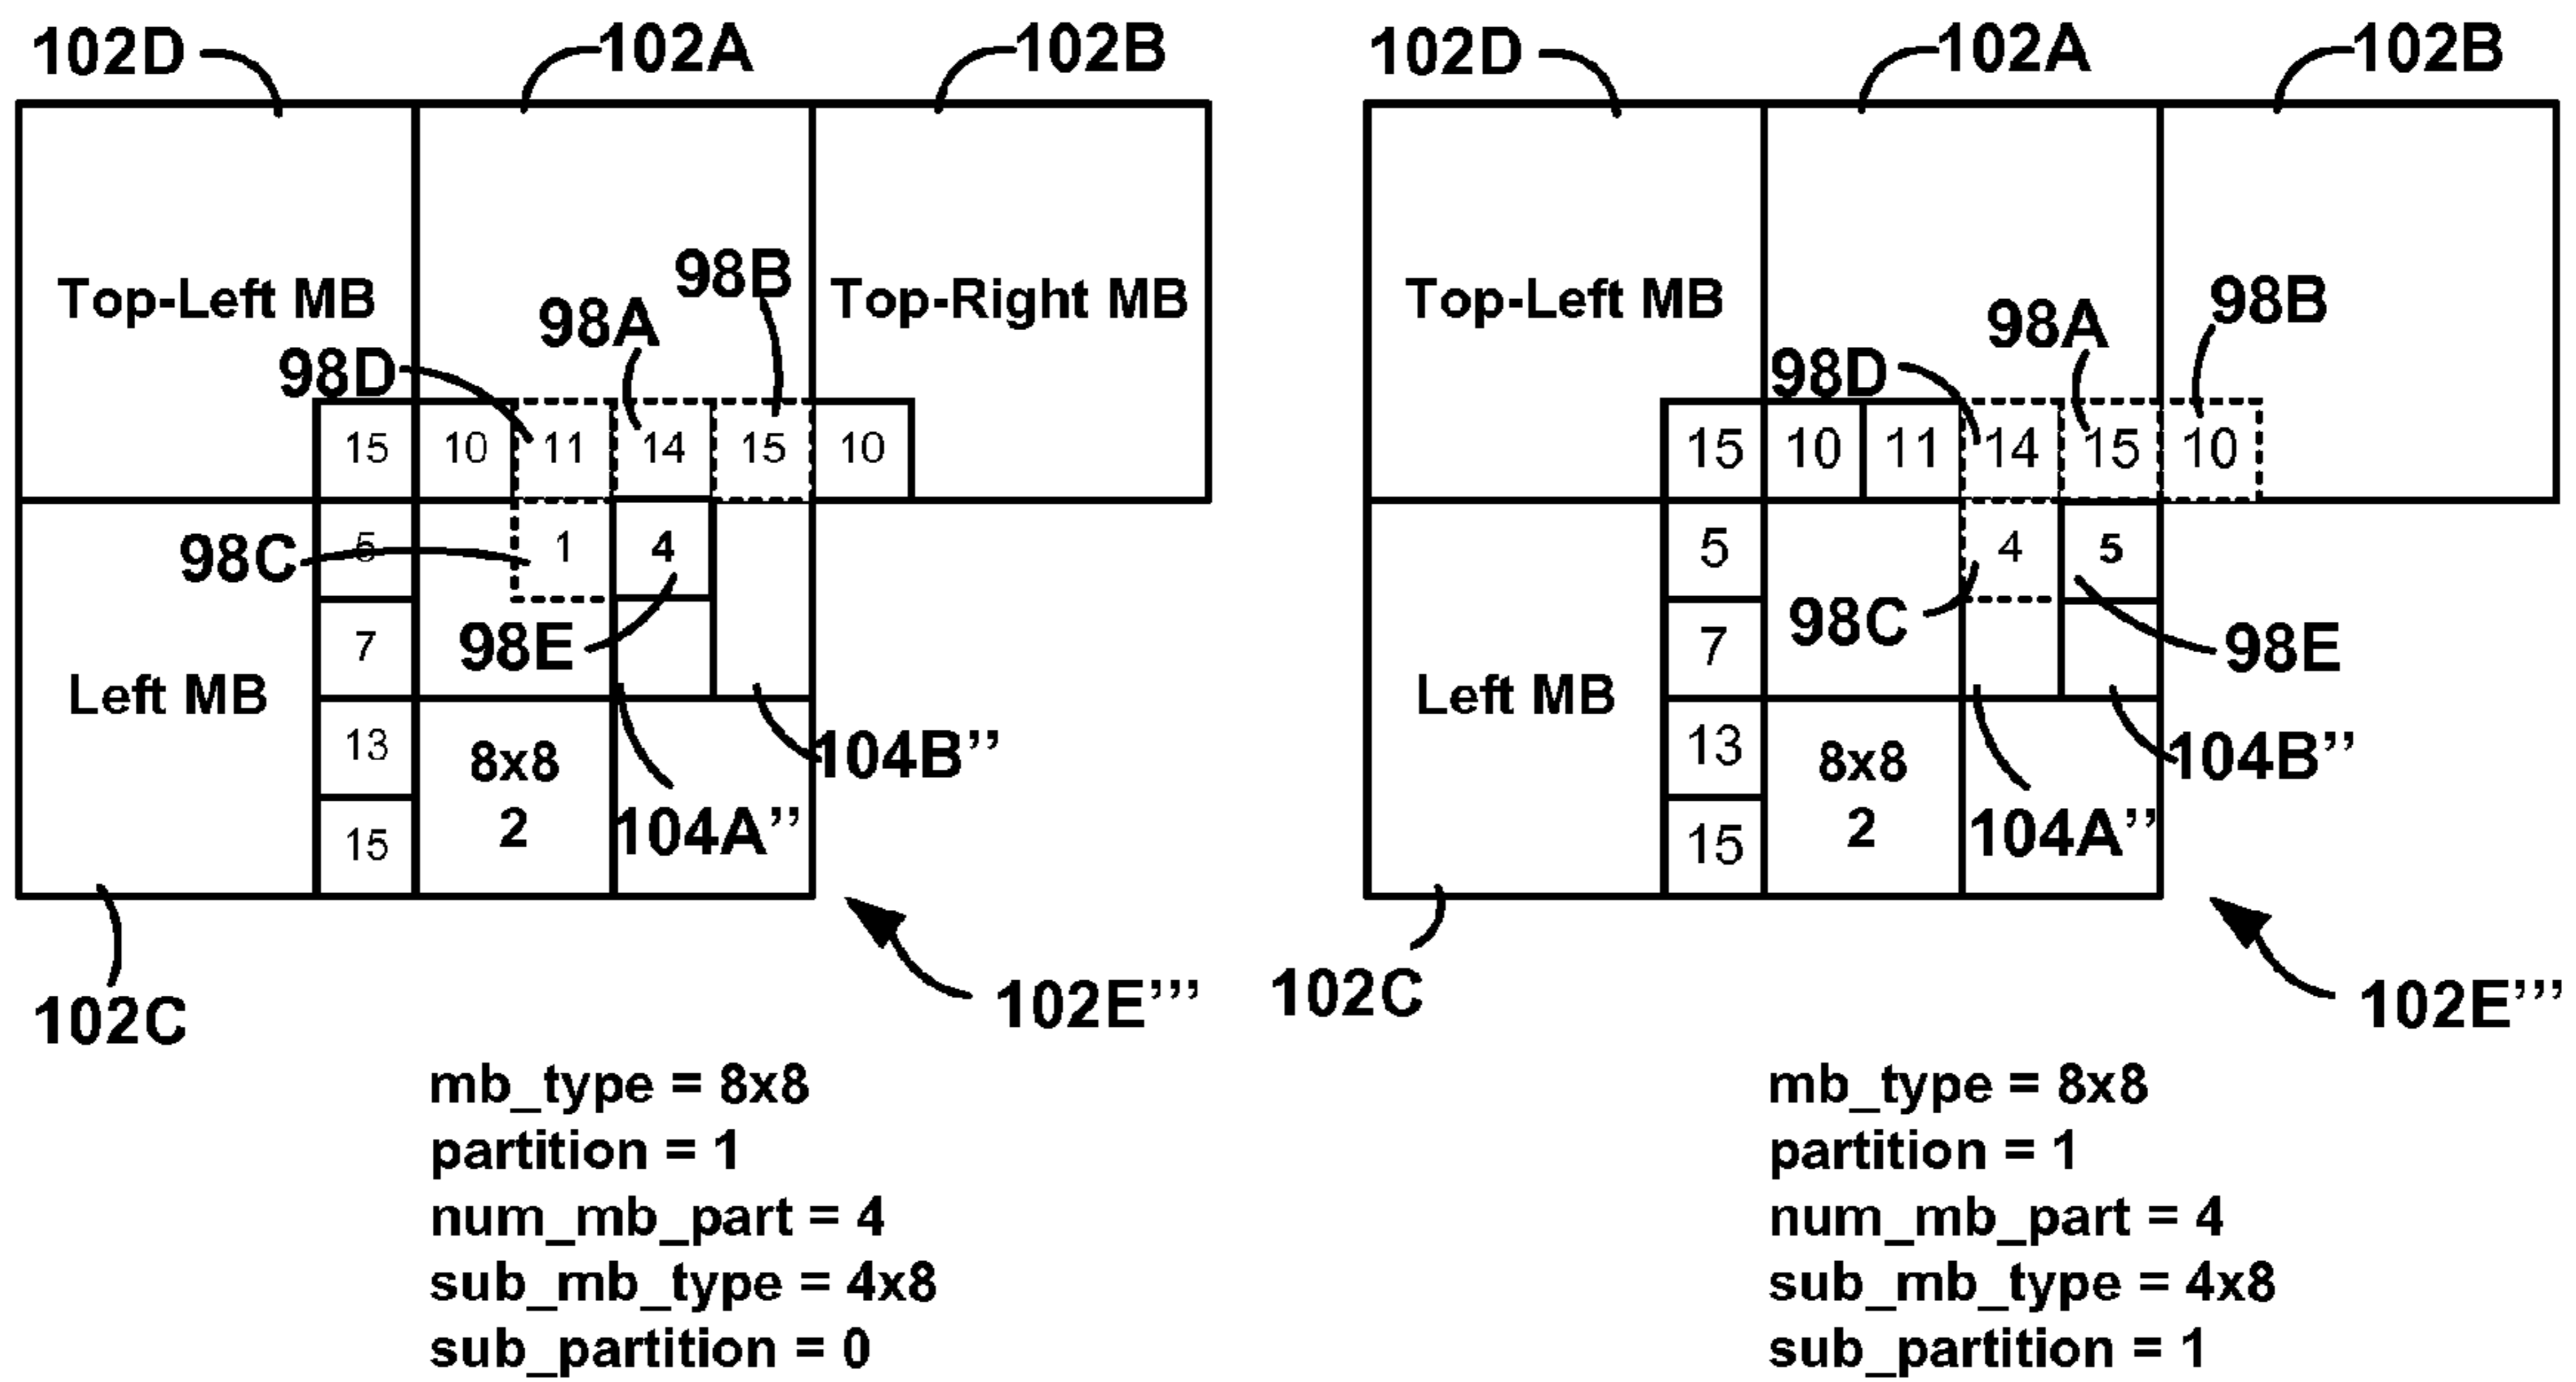 102D 102A 102B
Top-Left MB 98A 98B Top-Right MB
98D
15 10 11 14 15 10
98C 5 1 4
7 98E
Left MB
13 8x8 104B’’
15 2 104A’’
102C 102E’’’
mb_type = 8x8
partition = 1
num_mb_part = 4
sub_mb_type = 4x8
sub_partition = 0
102D 102A 102B
Top-Left MB 98A 98B
98D
15 10 11 14 15 10
5 4 5
7 98C 98E
Left MB
13 8x8 104B’’
15 2 104A’’
102C 102E’’’
mb_type = 8x8
partition = 1
num_mb_part = 4
sub_mb_type = 4x8
sub_partition = 1